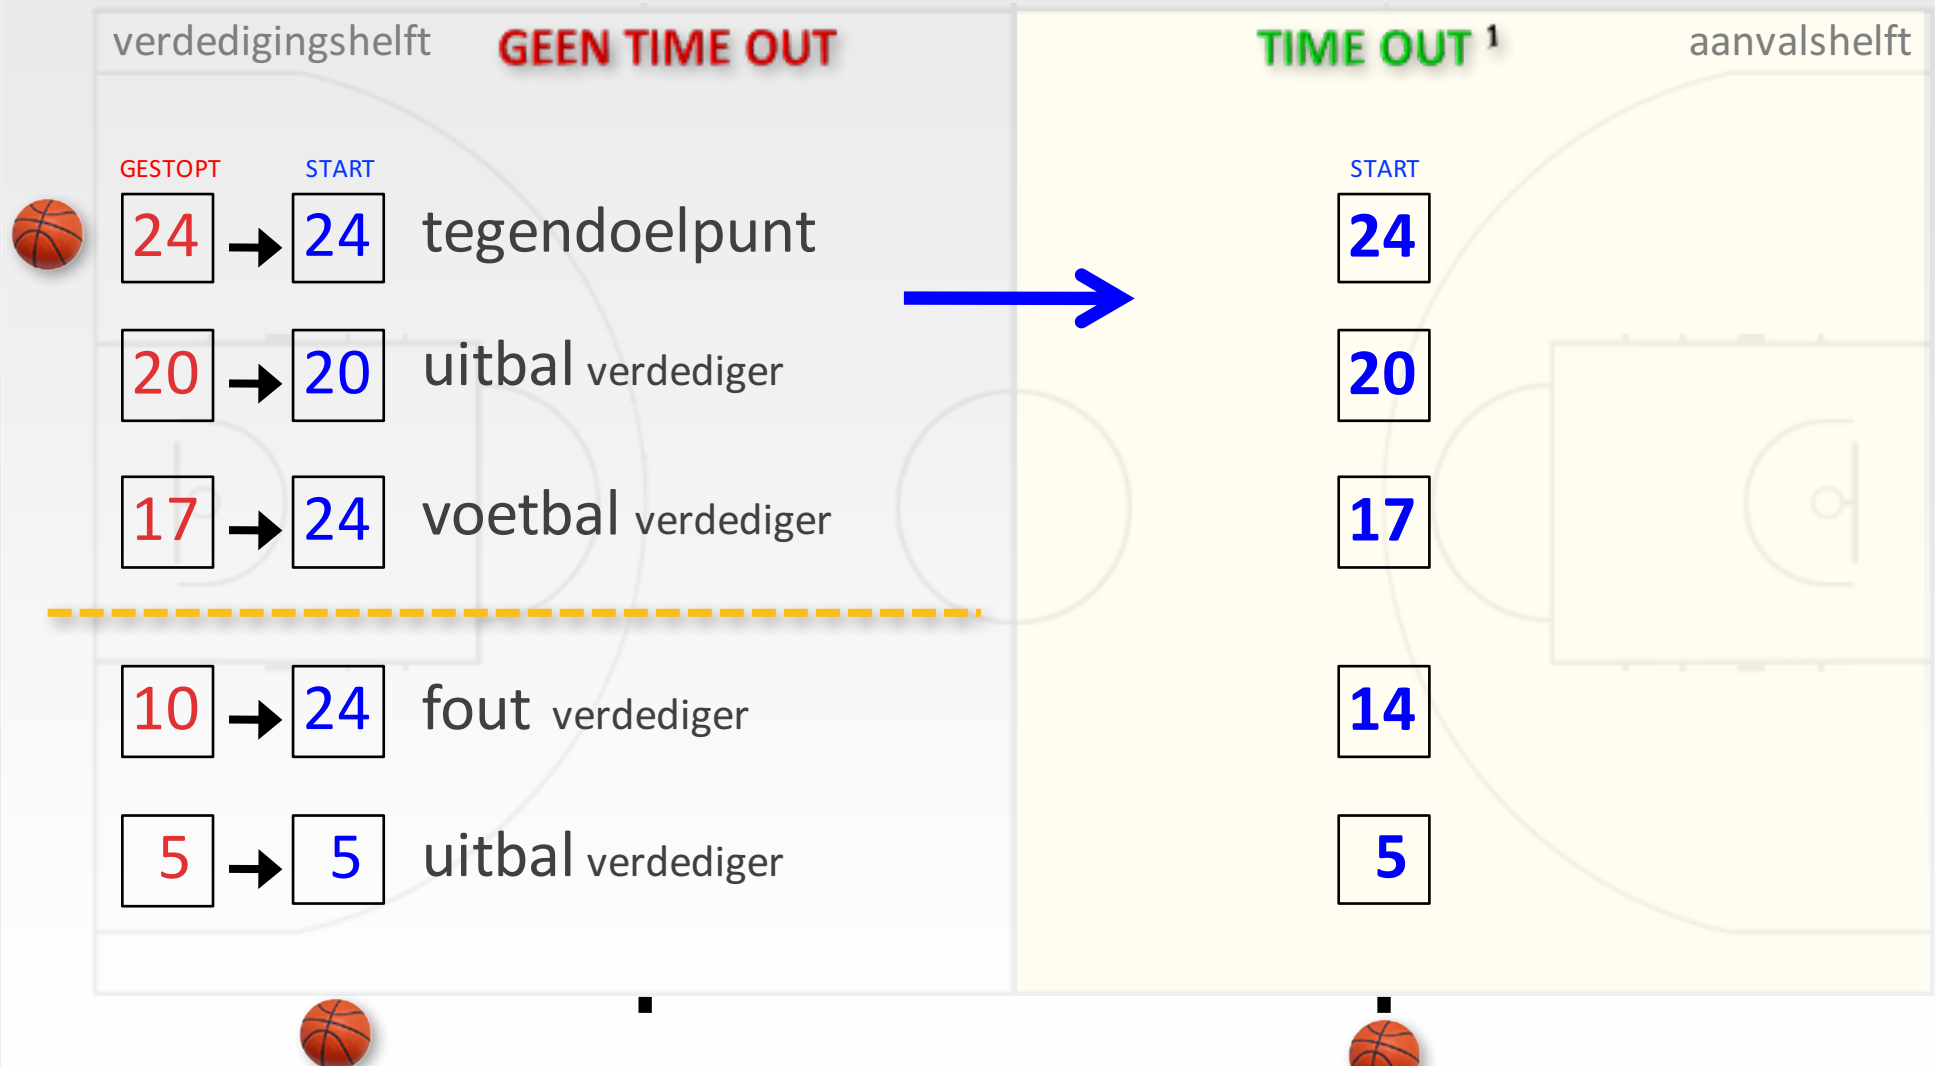 verdedigingshelft GEEN TIME OUT TIME OUT ¹ aanvalshelft
GESTOPT START START
24 24 tegendoelpunt 24
20 20 uitbal verdediger 20
17 24 voetbal verdediger 17
10 24 fout verdediger 14
5 5 uitbal verdediger 5